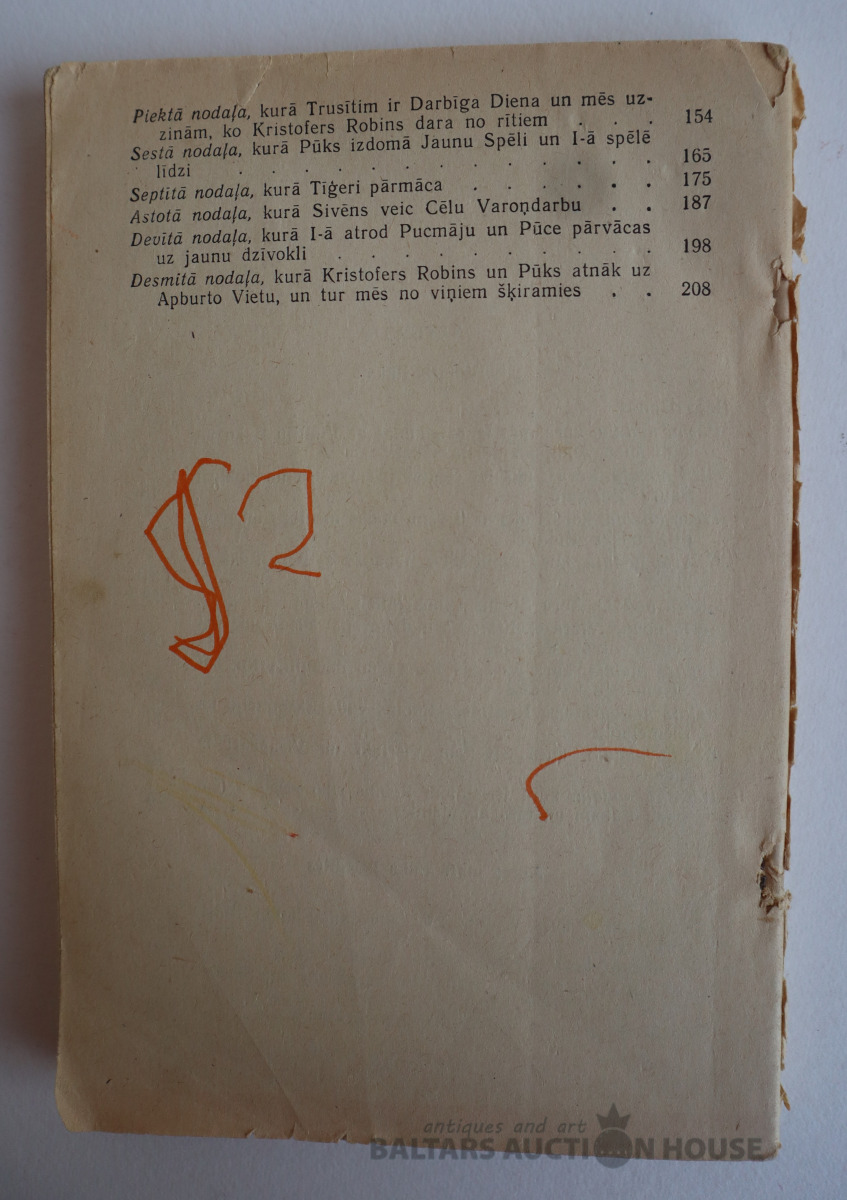 Piektā nodaļa, kurā Trusītim ir Darbīga Diena un mēs uz-
zinām, ko Kristofers Robins dara no rītiem . . . 154
Sestā nodaļa, kurā Pūks izdomā Jaunu Spēli un I-ā spēlē
līdzi . . . . . . . . . . . . . 165
Septītā nodaļa, kurā Tīģeri pārmāca . . . . . . 175
Astotā nodaļa, kurā Sivēns veic Cēlu Varoņdarbu . . 187
Devītā nodaļa, kurā I-ā atrod Pucmāju un Pūce pārvācas
uz jaunu dzīvokli . . . . . . . . . . 198
Desmitā nodaļa, kurā Kristofers Robins un Pūks atnāk uz
Apburto Vietu, un tur mēs no viņiem šķiramies . . 208
antiques and art
BALTARS AUCTION HOUSE